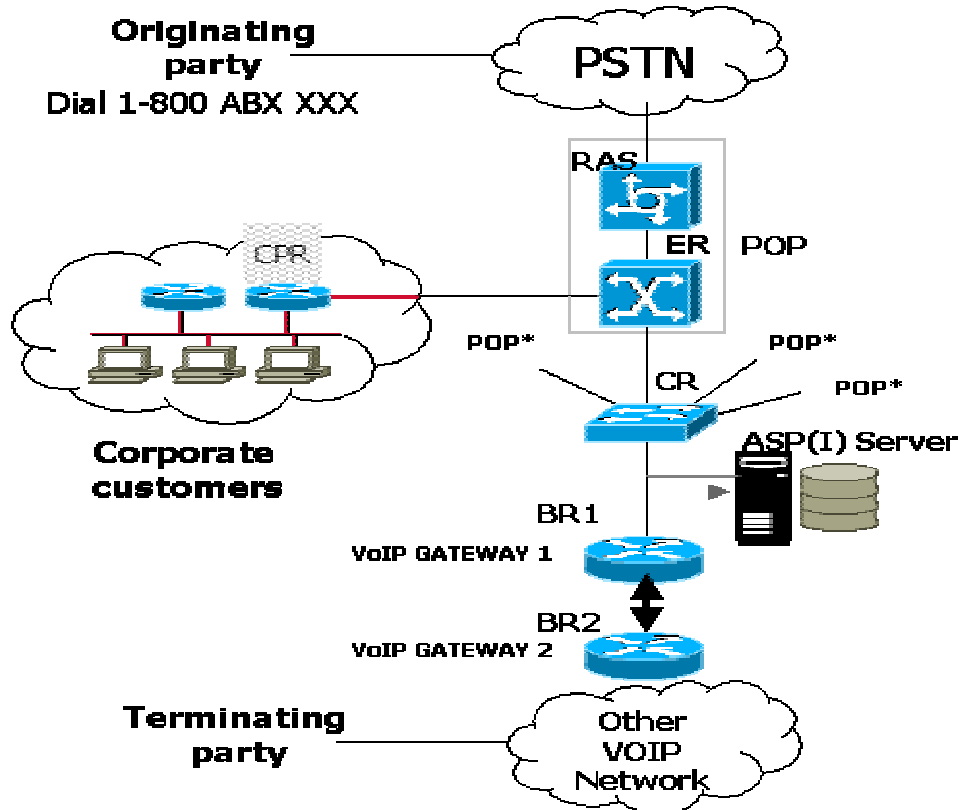 Originating
party
Dial 1-800 ABX XXX
PSTN
RAS
ER
POP
CPR
POP*
POP*
CR
POP*
Corporate
customers
ASP(I) Server
BR1
VoIP GATEWAY 1
BR2
VoIP GATEWAY 2
Terminating
party
Other
VOIP
Network